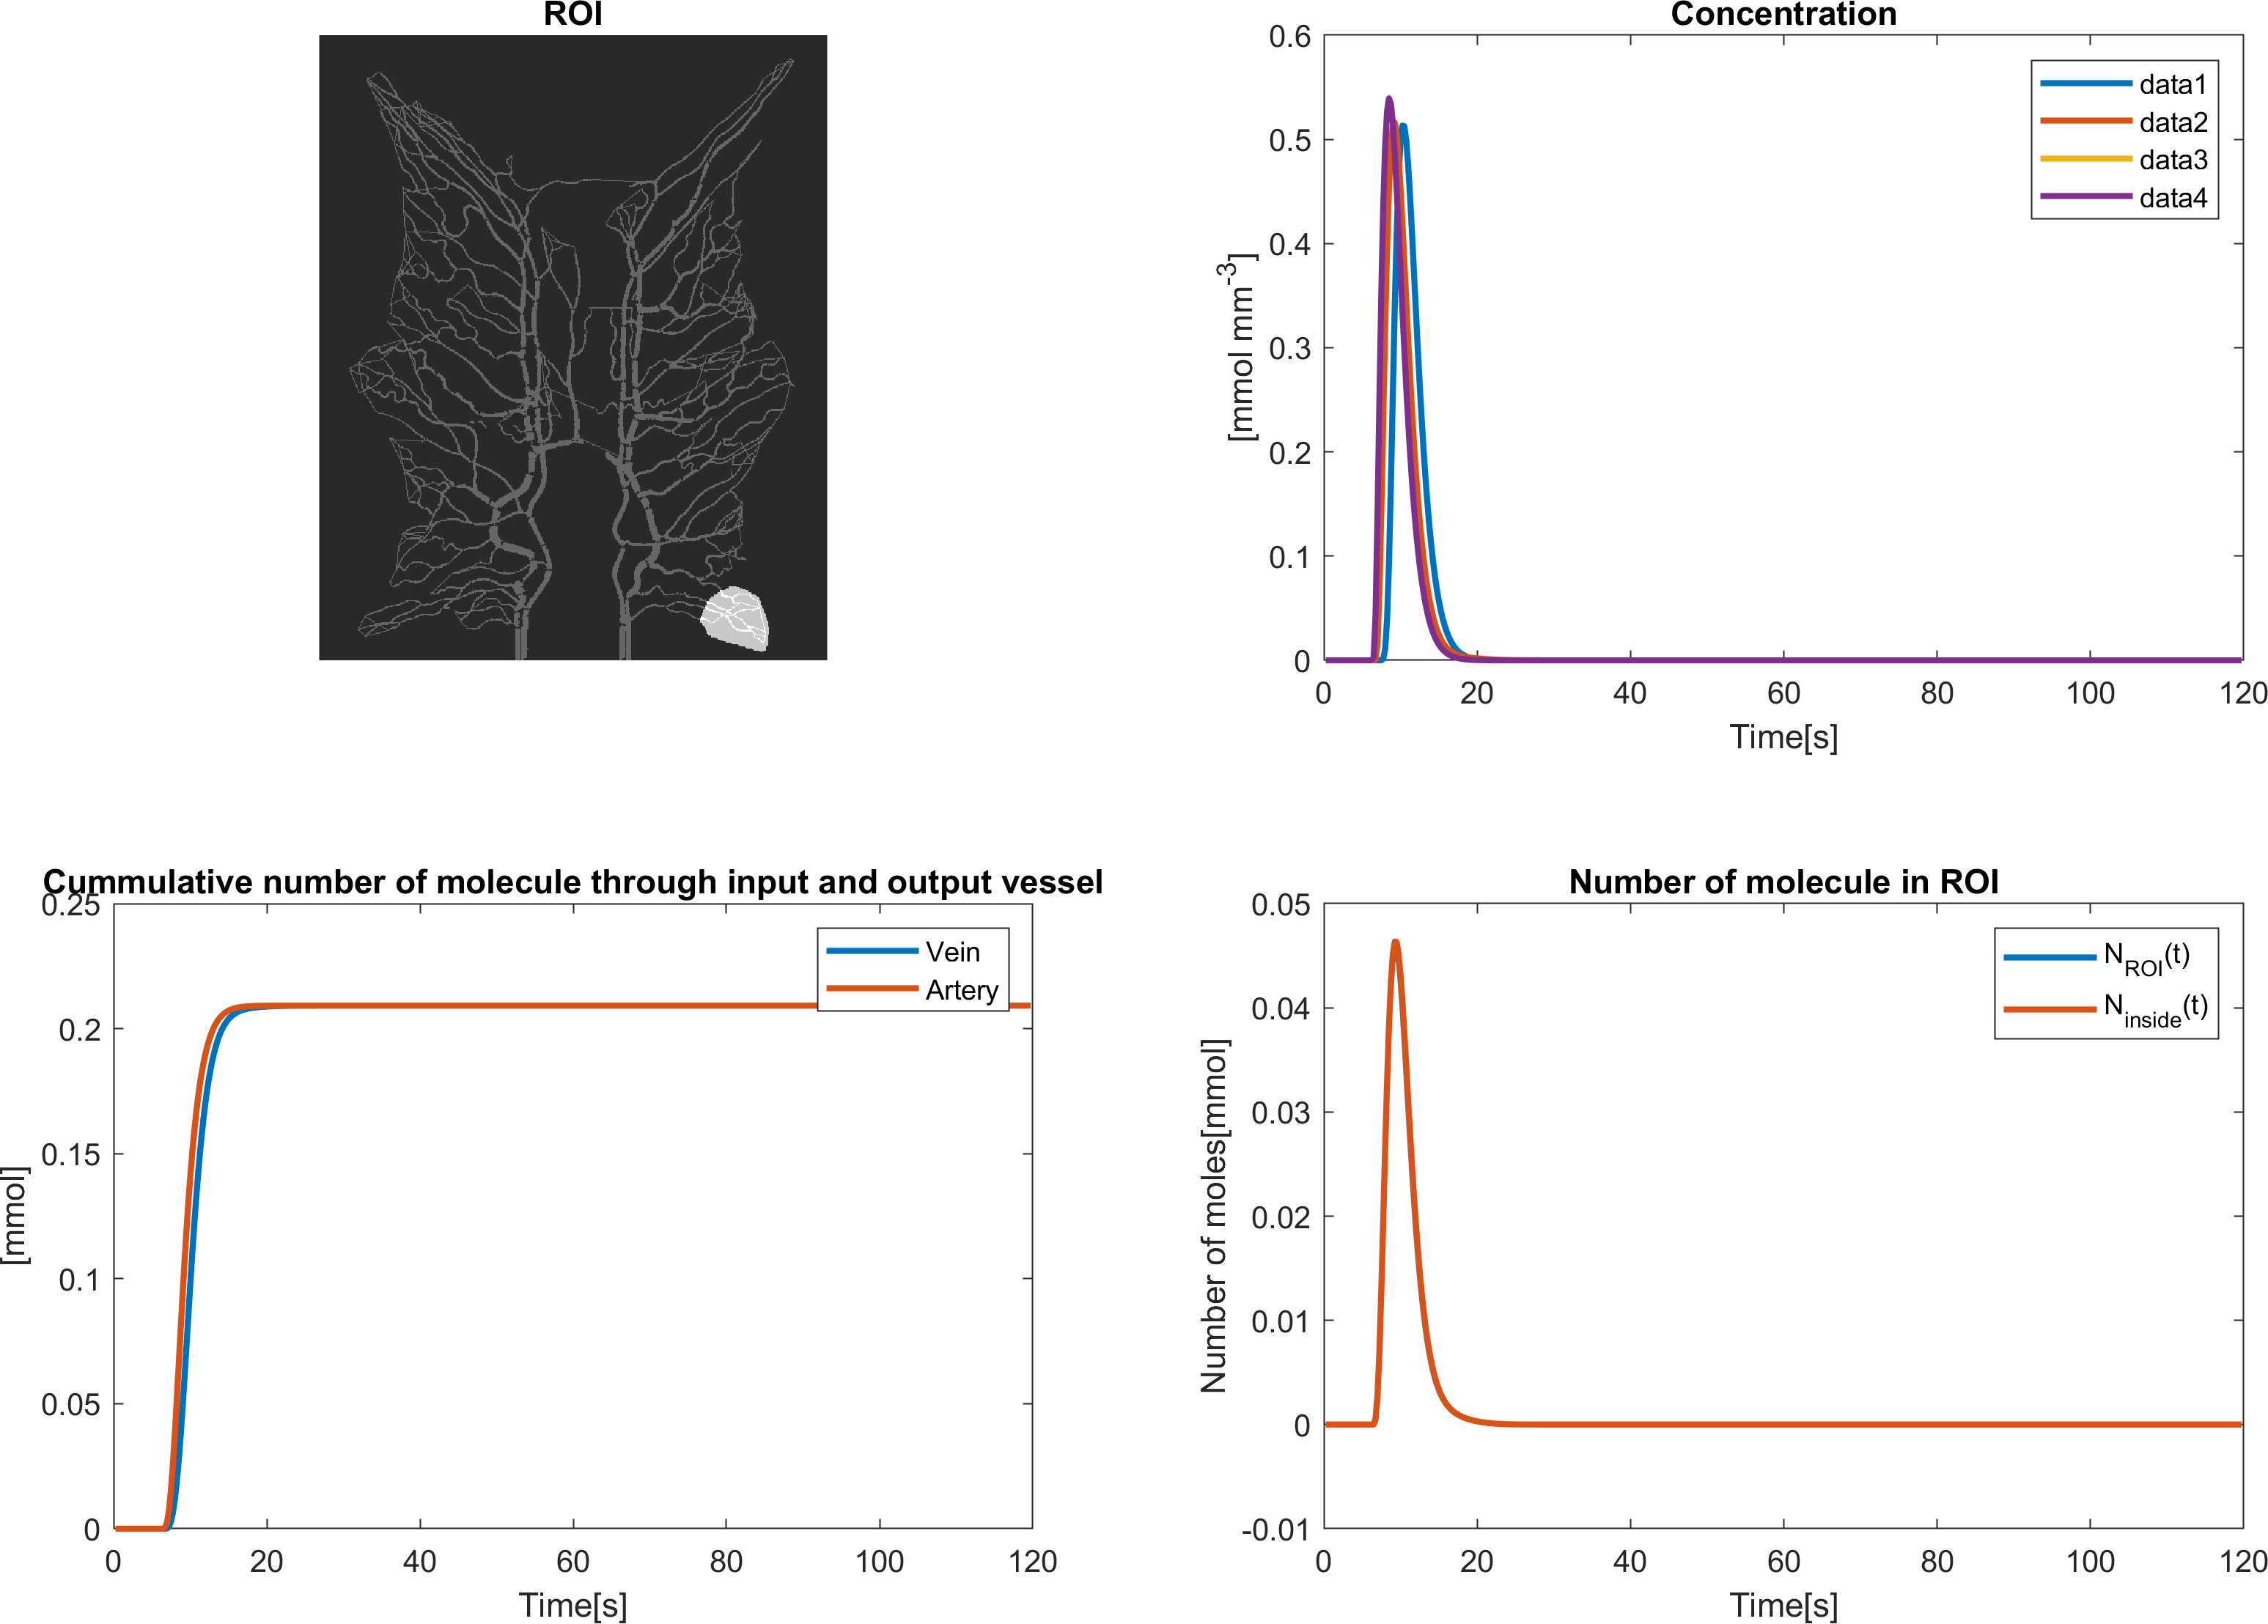 ROI
Concentration
0.6
0.5
0.4
0.3
0.2
0.1
0
[mmol mm-3]
data1
data2
data3
data4
0 20 40 60 80 100 120
Time[s]
Cummulative number of molecule through input and output vessel
0.25
0.2
0.15
0.1
0.05
0
[mmol]
Vein
Artery
0 20 40 60 80 100 120
Time[s]
Number of molecule in ROI
0.05
0.04
0.03
0.02
0.01
0
-0.01
Number of moles[mmol]
NROI(t)
Ninside(t)
0 20 40 60 80 100 120
Time[s]